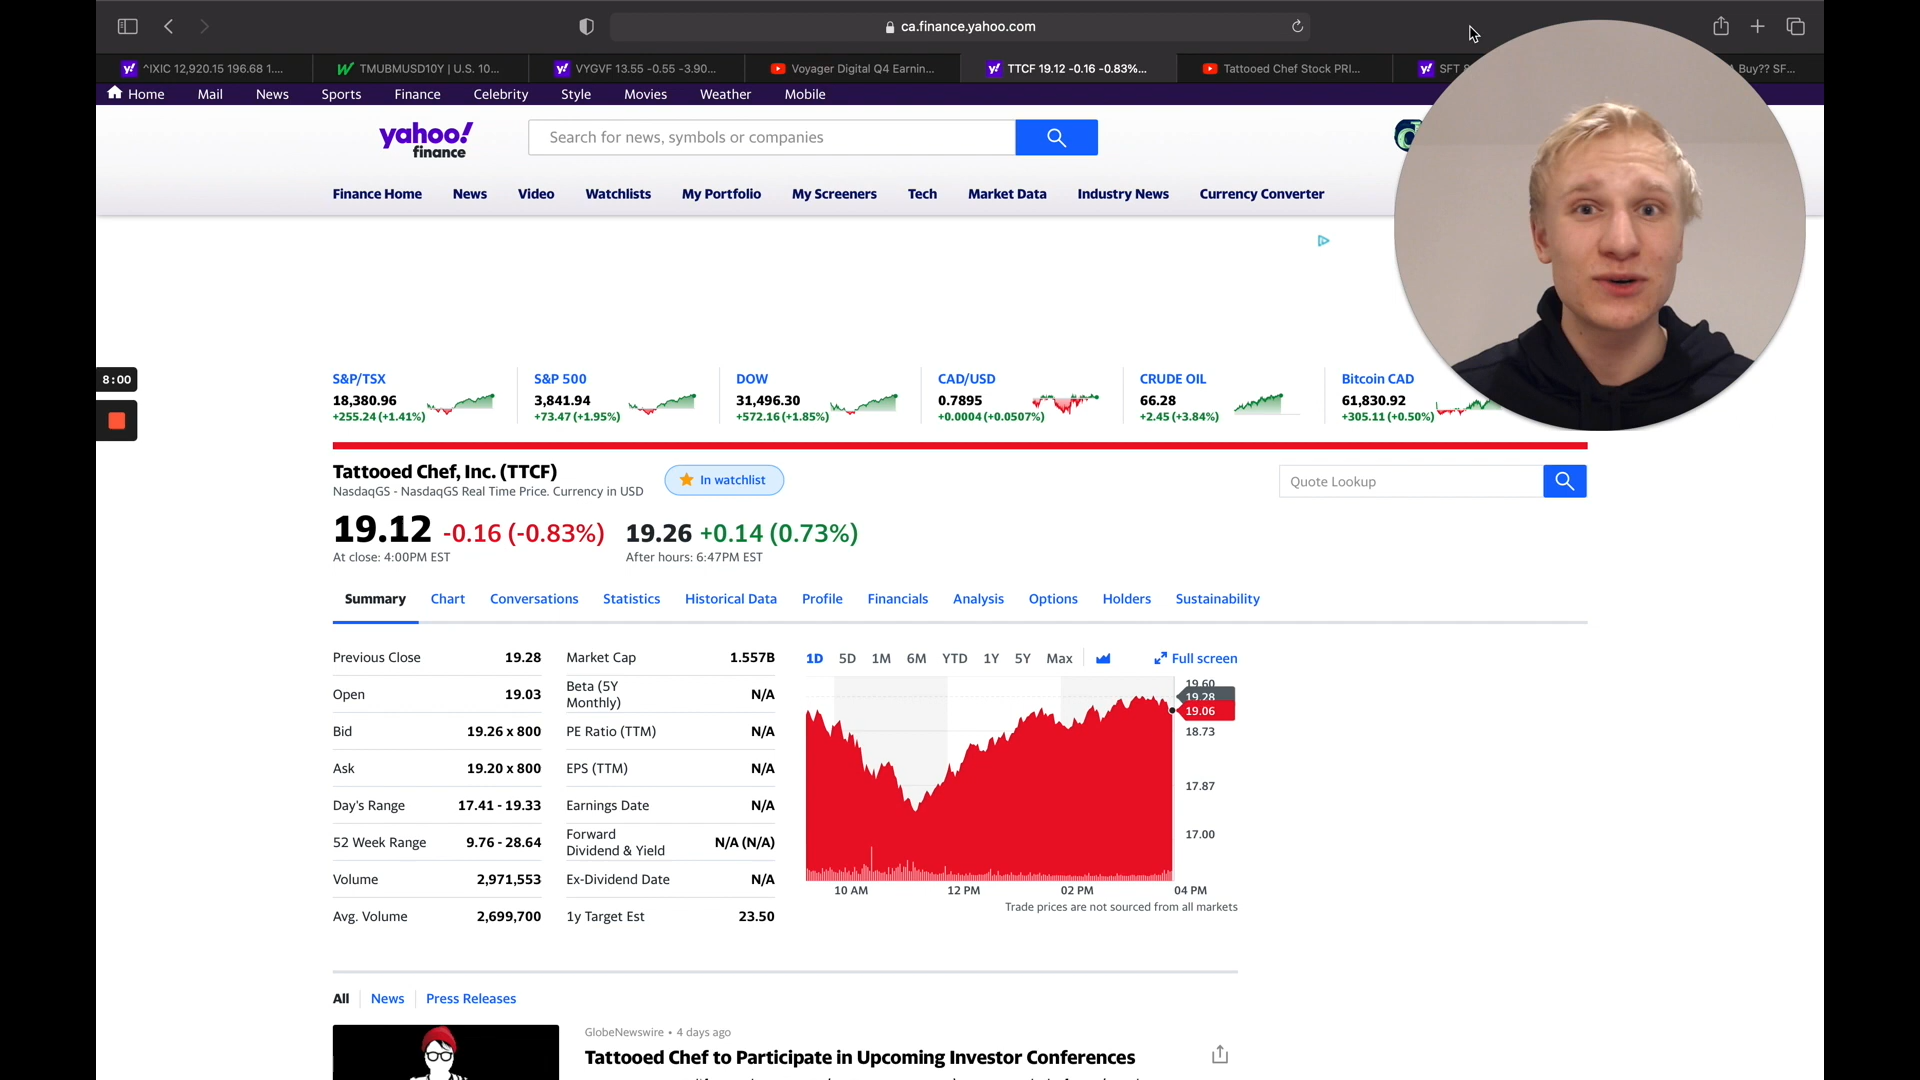 ca.finance.yahoo.com
^IXIC 12,920.15 196.68 1....
TMUBMUSD10Y | U.S. 10...
VYGVF 13.55 -0.55 -3.90...
Voyager Digital Q4 Earnin...
TTCF 19.12 -0.16 -0.83%...
Tattooed Chef Stock PRI...
SFT
Buy?? SF...
Home Mail News Sports Finance Celebrity Style Movies Weather Mobile
yahoo!
finance
Search for news, symbols or companies
Finance Home News Video Watchlists My Portfolio My Screeners Tech Market Data Industry News Currency Converter
8:00
S&P/TSX
18,380.96
+255.24 (+1.41%)
S&P 500
3,841.94
+73.47 (+1.95%)
DOW
31,496.30
+572.16 (+1.85%)
CAD/USD
0.7895
+0.0004 (+0.0507%)
CRUDE OIL
66.28
+2.45 (+3.84%)
Bitcoin CAD
61,830.92
+305.11 (+0.50%)
Tattooed Chef, Inc. (TTCF)
NasdaqGS - NasdaqGS Real Time Price. Currency in USD
In watchlist
Quote Lookup
19.12 -0.16 (-0.83%)
At close: 4:00PM EST
19.26 +0.14 (0.73%)
After hours: 6:47PM EST
Summary Chart Conversations Statistics Historical Data Profile Financials Analysis Options Holders Sustainability
Previous Close 19.28
Open 19.03
Bid 19.26 x 800
Ask 19.20 x 800
Day's Range 17.41 - 19.33
52 Week Range 9.76 - 28.64
Volume 2,971,553
Avg. Volume 2,699,700
Market Cap 1.557B
Beta (5Y
Monthly) N/A
PE Ratio (TTM) N/A
EPS (TTM) N/A
Earnings Date N/A
Forward
Dividend & Yield N/A (N/A)
Ex-Dividend Date N/A
1y Target Est 23.50
1D 5D 1M 6M YTD 1Y 5Y Max Full screen
19.60
19.28
19.06
18.73
17.87
17.00
10 AM 12 PM 02 PM 04 PM
Trade prices are not sourced from all markets
All News Press Releases
GlobeNewswire • 4 days ago
Tattooed Chef to Participate in Upcoming Investor Conferences